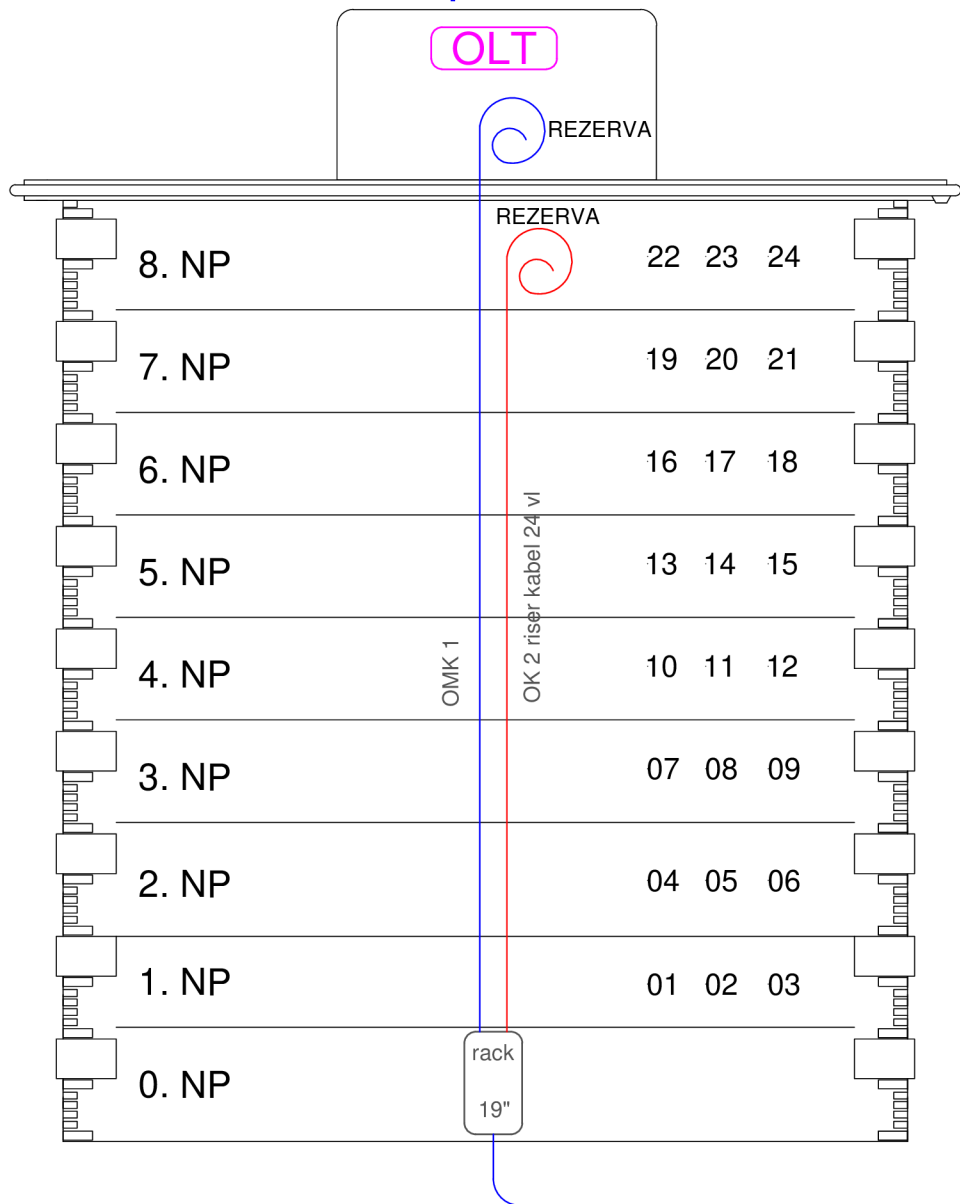 OLT
REZERVA
REZERVA
8. NP 22 23 24
7. NP 19 20 21
6. NP 16 17 18
5. NP 13 14 15
4. NP 10 11 12
3. NP 07 08 09
2. NP 04 05 06
1. NP 01 02 03
0. NP
OMK 1
OK 2 riser kabel 24 vl
rack
19"